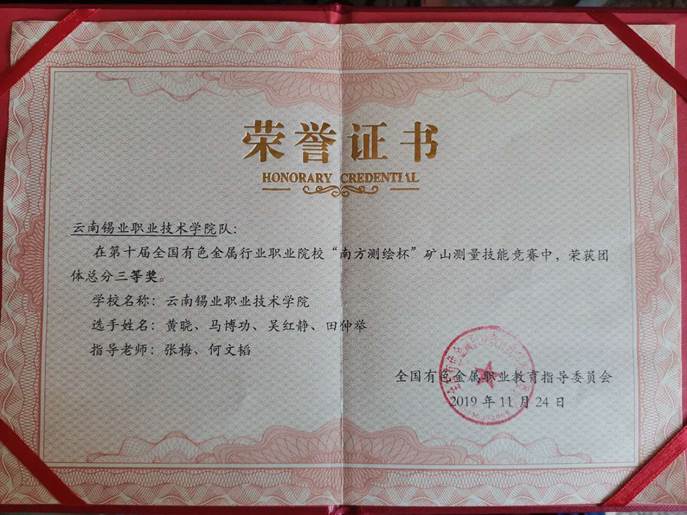 荣誉证书
HONORARY CREDENTIAL
云南锡业职业技术学院队：
在第十届全国有色金属行业职业院校“南方测绘杯”矿山测量技能竞赛中，荣获团
体总分三等奖。
学校名称：云南锡业职业技术学院
选手姓名：黄晓、马博功、吴红静、田仲举
指导老师：张梅、何文韬
全国有色金属职业教育指导委员会
2019年11月24日